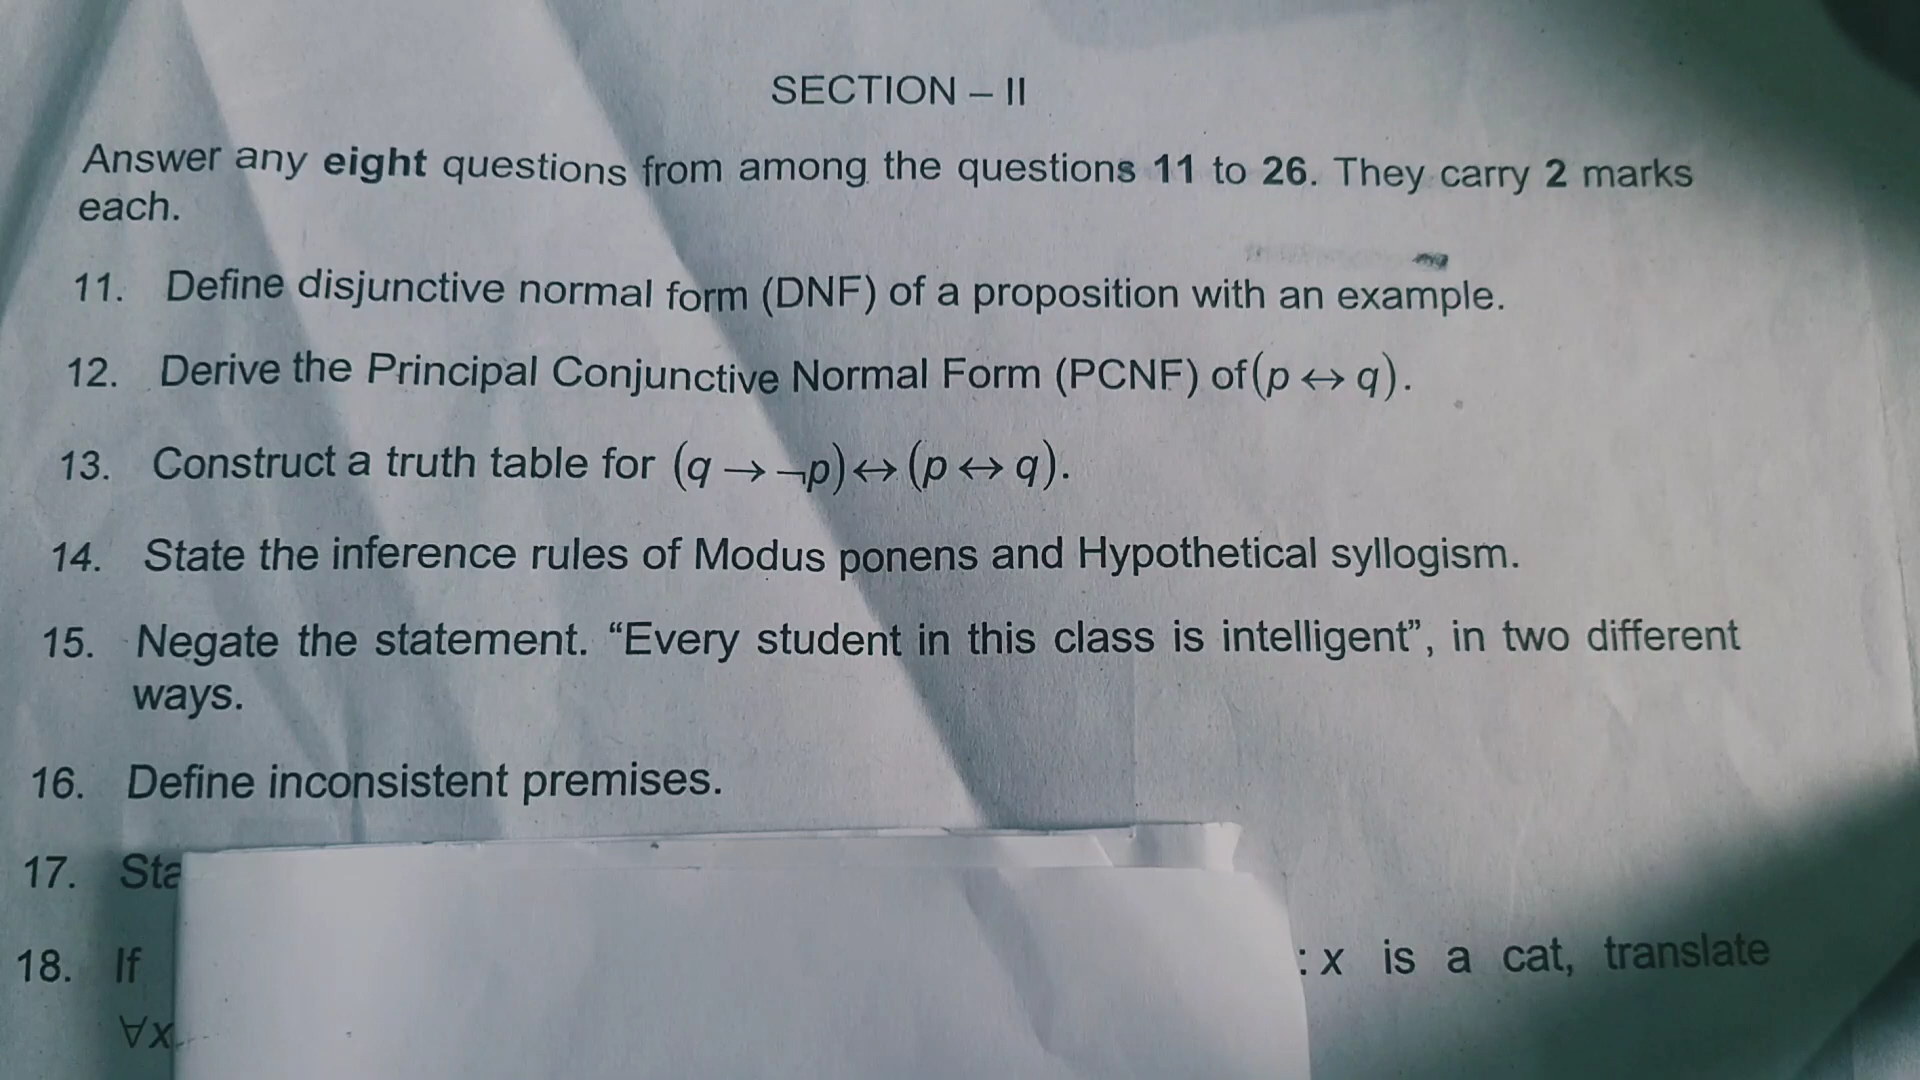 SECTION – II
Answer any eight questions from among the questions 11 to 26. They carry 2 marks
each.
11. Define disjunctive normal form (DNF) of a proposition with an example.
12. Derive the Principal Conjunctive Normal Form (PCNF) of (p ↔ q).
13. Construct a truth table for (q → ¬p) ↔ (p ↔ q).
14. State the inference rules of Modus ponens and Hypothetical syllogism.
15. Negate the statement. “Every student in this class is intelligent”, in two different
ways.
16. Define inconsistent premises.
17.
18. If : x is a cat, translate
∀x